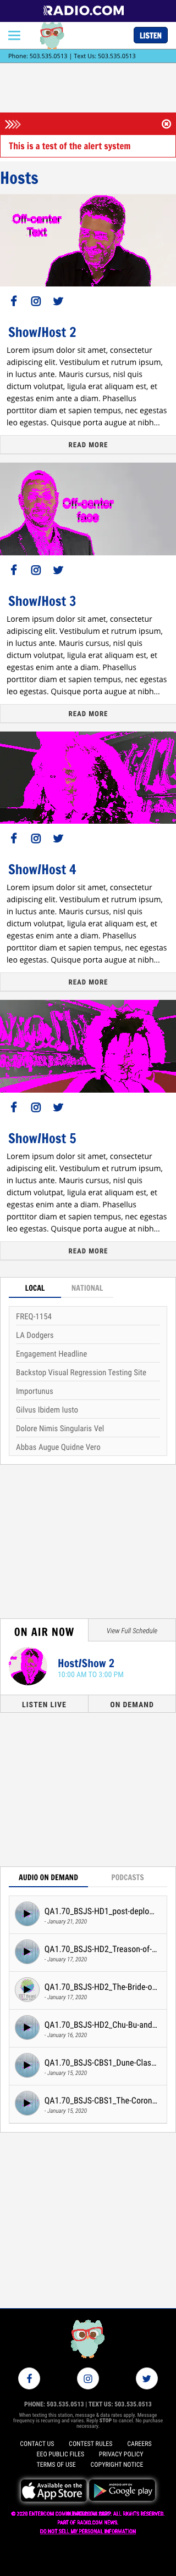 RADIO.COM
LISTEN
Phone: 503.535.0513 | Text Us: 503.535.0513
This is a test of the alert system
Hosts
Off-center
Text
Show/Host 2
Lorem ipsum dolor sit amet, consectetur
adipiscing elit. Vestibulum et rutrum ipsum,
in luctus ante. Mauris cursus, nisl quis
dictum volutpat, ligula erat aliquam est, et
egestas enim ante a diam. Phasellus
porttitor diam et sapien tempus, nec egestas
leo egestas. Quisque porta augue at nibh...
READ MORE
Off-center
face
Show/Host 3
Lorem ipsum dolor sit amet, consectetur
adipiscing elit. Vestibulum et rutrum ipsum,
in luctus ante. Mauris cursus, nisl quis
dictum volutpat, ligula erat aliquam est, et
egestas enim ante a diam. Phasellus
porttitor diam et sapien tempus, nec egestas
leo egestas. Quisque porta augue at nibh...
READ MORE
Show/Host 4
Lorem ipsum dolor sit amet, consectetur
adipiscing elit. Vestibulum et rutrum ipsum,
in luctus ante. Mauris cursus, nisl quis
dictum volutpat, ligula erat aliquam est, et
egestas enim ante a diam. Phasellus
porttitor diam et sapien tempus, nec egestas
leo egestas. Quisque porta augue at nibh...
READ MORE
Show/Host 5
Lorem ipsum dolor sit amet, consectetur
adipiscing elit. Vestibulum et rutrum ipsum,
in luctus ante. Mauris cursus, nisl quis
dictum volutpat, ligula erat aliquam est, et
egestas enim ante a diam. Phasellus
porttitor diam et sapien tempus, nec egestas
leo egestas. Quisque porta augue at nibh...
READ MORE
LOCAL NATIONAL
FREQ-1154
LA Dodgers
Engagement Headline
Backstop Visual Regression Testing Site
Importunus
Gilvus Ibidem Iusto
Dolore Nimis Singularis Vel
Abbas Augue Quidne Vero
ON AIR NOW View Full Schedule
Host/Show 2
10:00 AM TO 3:00 PM
LISTEN LIVE ON DEMAND
AUDIO ON DEMAND PODCASTS
QA1.70_BSJS-HD1_post-deplo...
- January 21, 2020
QA1.70_BSJS-HD2_Treason-of-...
- January 17, 2020
QA1.70_BSJS-HD2_The-Bride-o...
- January 17, 2020
QA1.70_BSJS-HD2_Chu-Bu-and...
- January 16, 2020
QA1.70_BSJS-CBS1_Dune-Clas...
- January 15, 2020
QA1.70_BSJS-CBS1_The-Coron...
- January 15, 2020
PHONE: 503.535.0513 | TEXT US: 503.535.0513
When texting this station, message & data rates apply. Message
frequency is recurring and varies. Reply STOP to cancel. No purchase
necessary.
CONTACT US CONTEST RULES CAREERS
EEO PUBLIC FILES PRIVACY POLICY
TERMS OF USE COPYRIGHT NOTICE
Available on the
App Store
ANDROID APP ON
Google play
ALL RIGHTS RESERVED.
PART OF RADIO.COM NEWS.
DO NOT SELL MY PERSONAL INFORMATION